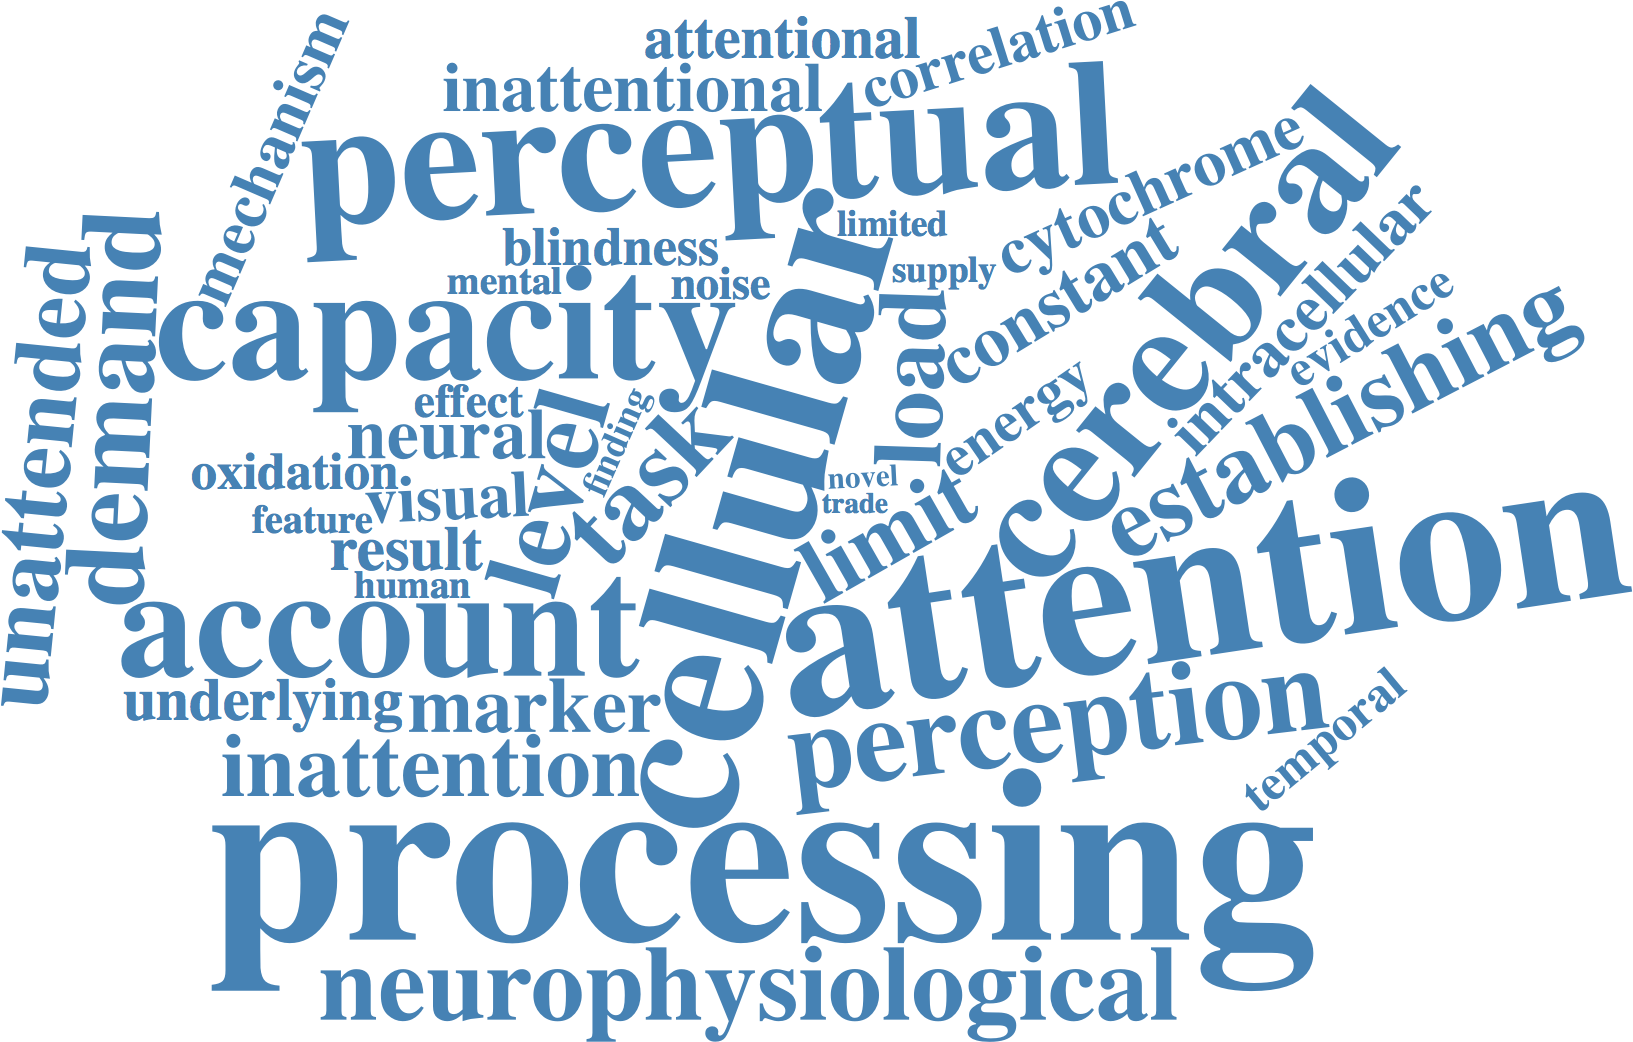 attentional
correlation
inattentional
mechanism
perceptual
cytochrome
cerebral
limited
blindness
supply
mental
noise
constant
intracellular
unattended
demand
capacity
cellular
load
evidence
establishing
effect
level
finding
task
energy
neural
oxidation
visual
novel
trade
limit
feature
result
human
attention
account
underlying
marker
perception
temporal
inattention
processing
neurophysiological